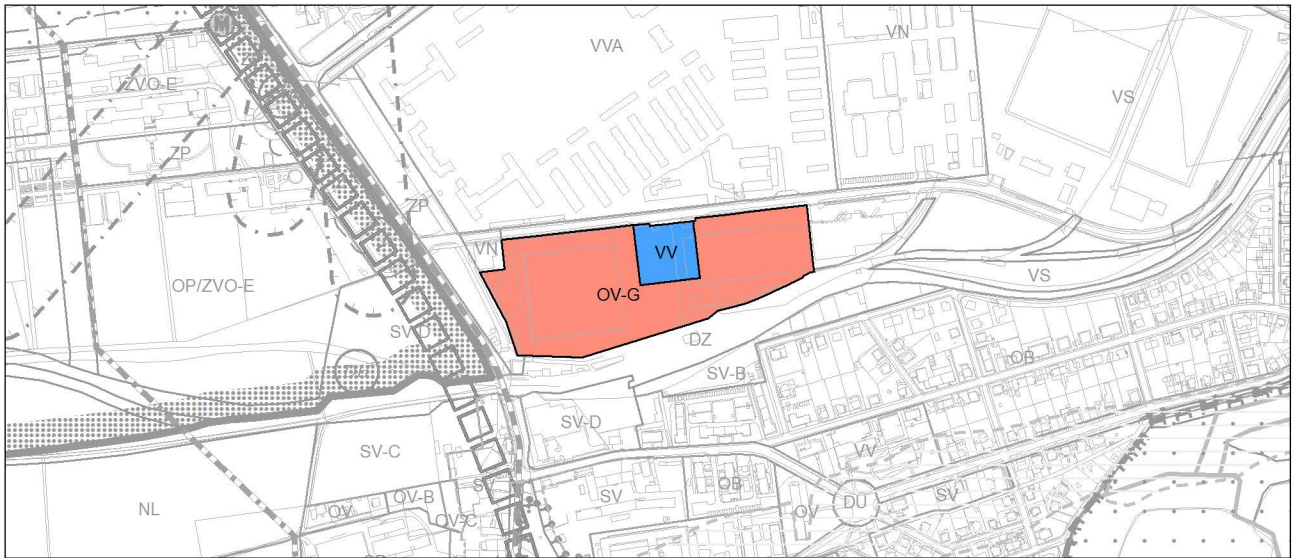 VVA
VN
ZVO-E
VS
ZP
ZP
VN
VV
OP/ZVO-E
VS
OV-G
SV-D
DZ
OB
SV-B
SV-D
SV-C
VV
OV-B
SV
OB
DU
SV
NL
OV
OV-C
OV